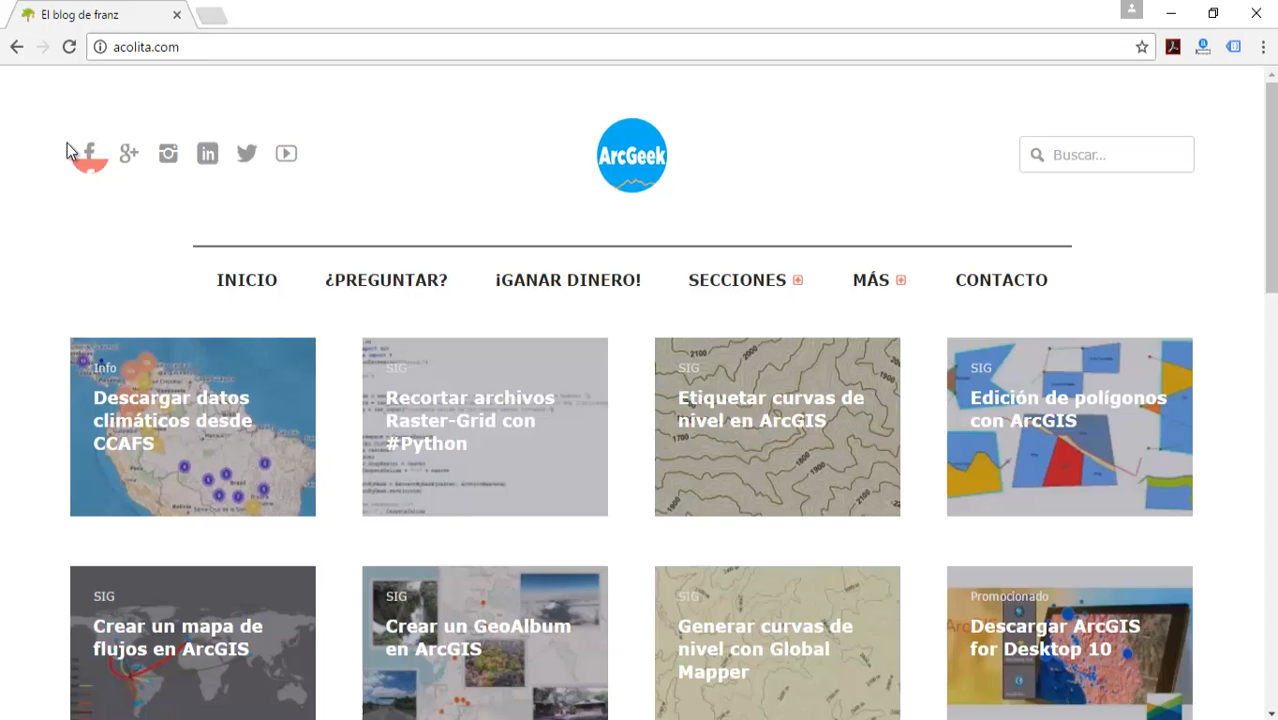 El blog de franz
acolita.com
ArcGeek
Buscar...
INICIO
¿PREGUNTAR?
¡GANAR DINERO!
SECCIONES
MÁS
CONTACTO
Info
Descargar datos
climáticos desde
CCAFS
SIG
Recortar archivos
Raster-Grid con
#Python
SIG
Etiquetar curvas de
nivel en ArcGIS
SIG
Edición de polígonos
con ArcGIS
SIG
Crear un mapa de
flujos en ArcGIS
SIG
Crear un GeoAlbum
en ArcGIS
SIG
Generar curvas de
nivel con Global
Mapper
Promocionado
Descargar ArcGIS
for Desktop 10